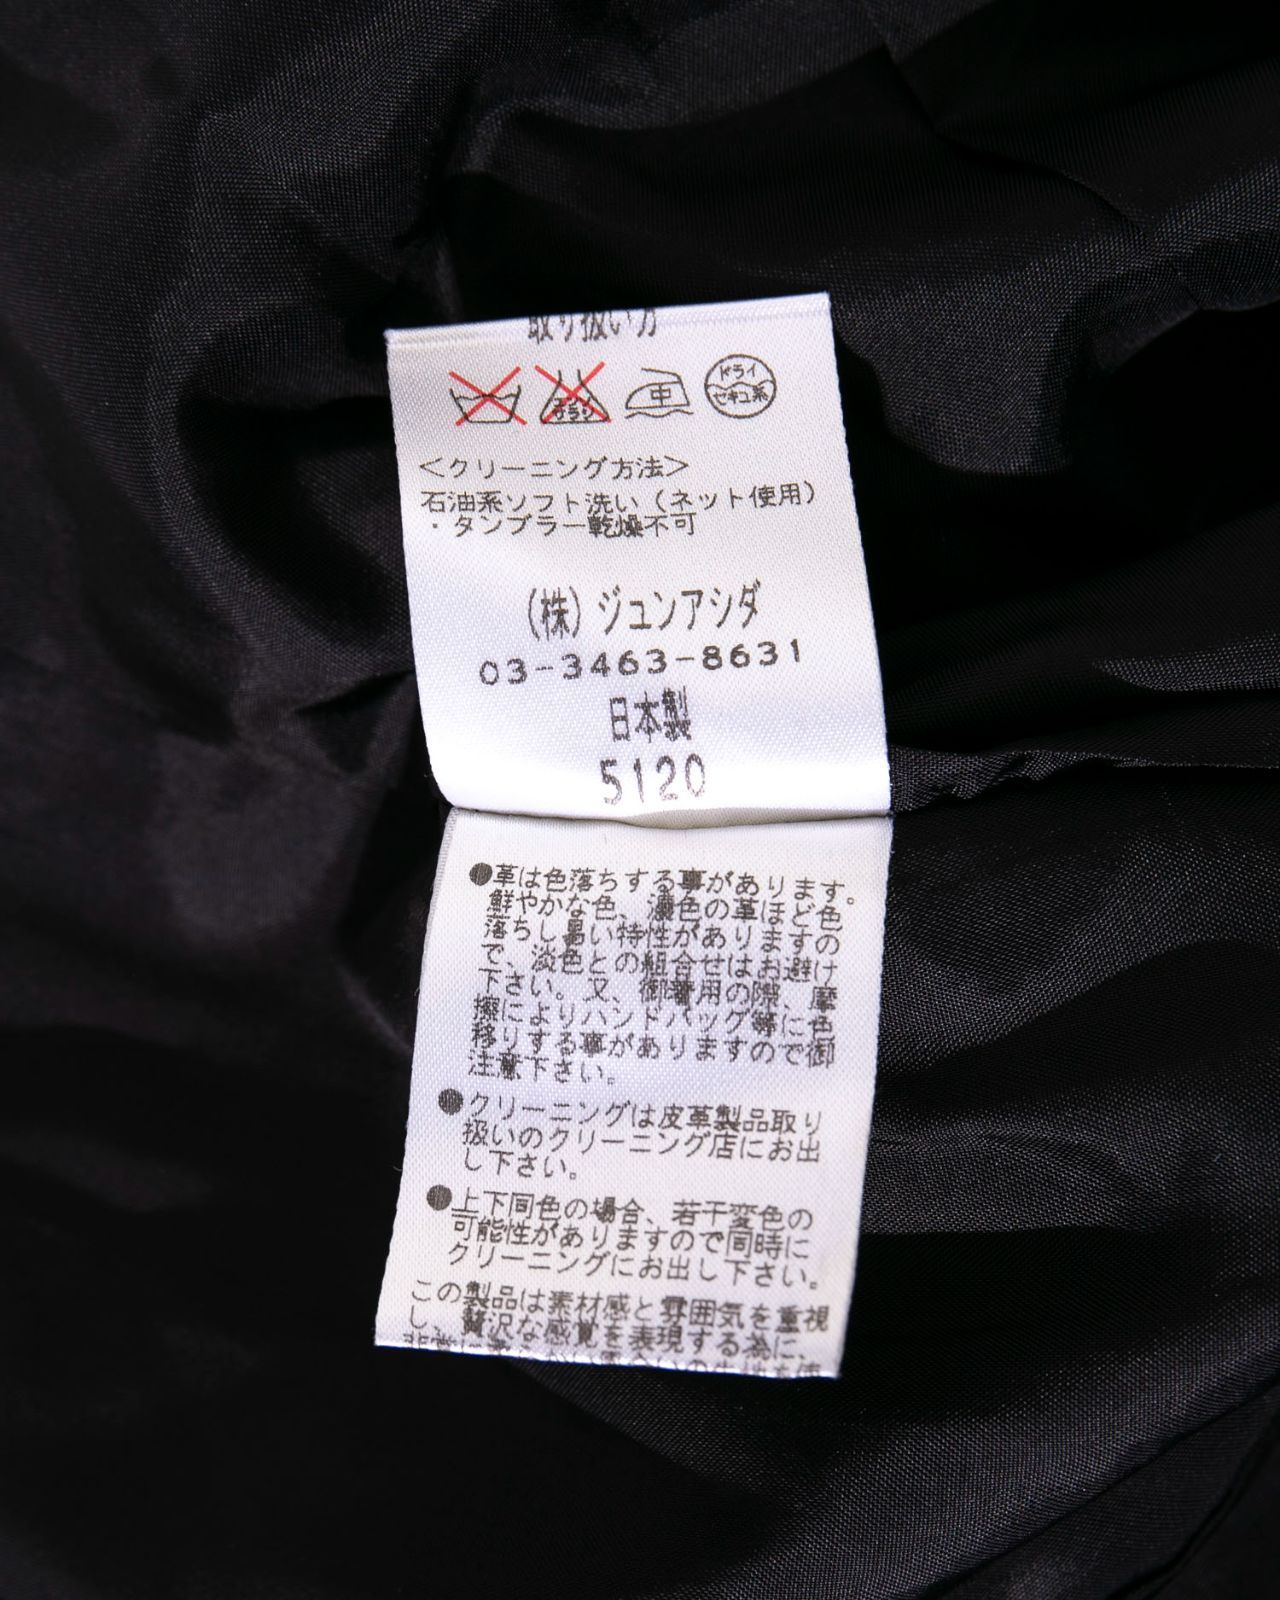 取り扱い方
エンソ
サラシ
中
ドライ
セキユ系
＜クリーニング方法＞
石油系ソフト洗い（ネット使用）
・タンブラー乾燥不可
（株）ジュンアシダ
03-3463-8631
日本製
5120
●革は色落ちする事があります。
鮮やかな色、濃色の革ほど色
落ちし易い特性がありますの
で、淡色との組合せはお避け
下さい。又、御着用の際、摩
擦によりハンドバッグ等に色
移りする事がありますので御
注意下さい。
●クリーニングは皮革製品取り
扱いのクリーニング店にお出
し下さい。
●上下同色の場合、若干変色の
可能性がありますので同時に
クリーニングにお出し下さい。
この製品は素材感と雰囲気を重視
し、贅沢な感覚を表現する為に、